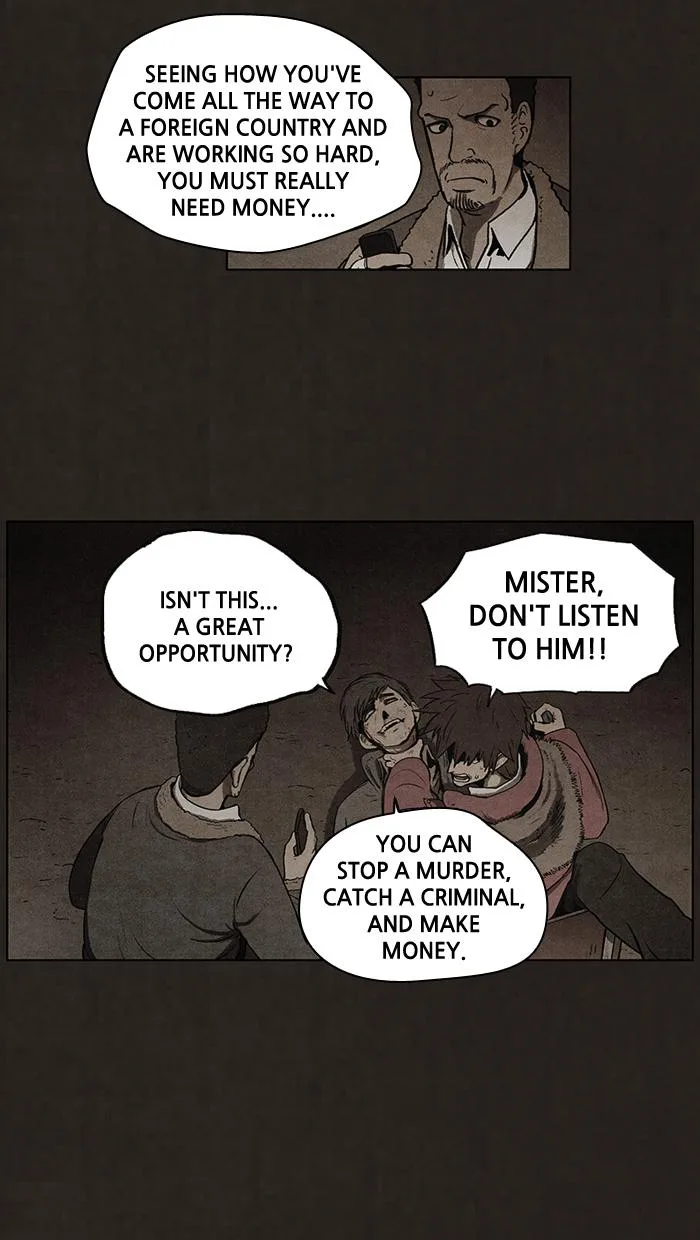 SEEING HOW YOU'VE
COME ALL THE WAY TO
A FOREIGN COUNTRY AND
ARE WORKING SO HARD,
YOU MUST REALLY
NEED MONEY....
ISN'T THIS...
A GREAT
OPPORTUNITY?
MISTER,
DON'T LISTEN
TO HIM!!
YOU CAN
STOP A MURDER,
CATCH A CRIMINAL,
AND MAKE
MONEY.